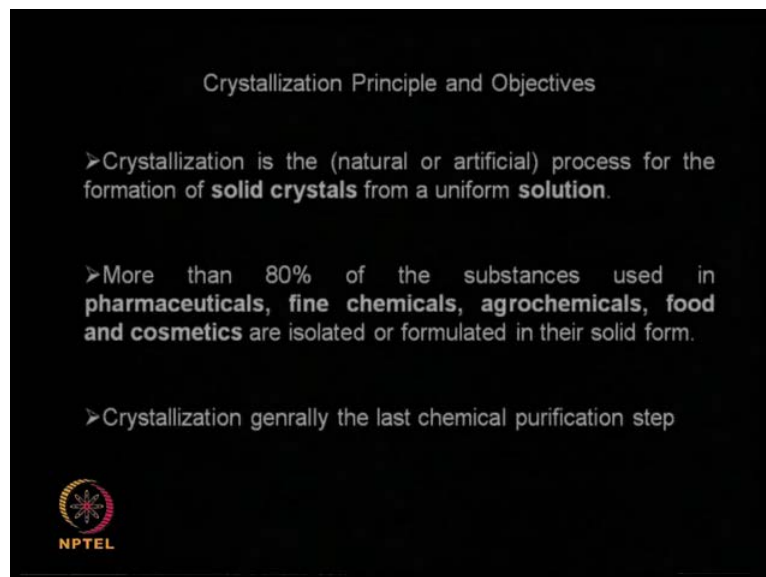 Crystallization Principle and Objectives
➢Crystallization is the (natural or artificial) process for the
formation of solid crystals from a uniform solution.
➢More than 80% of the substances used in
pharmaceuticals, fine chemicals, agrochemicals, food
and cosmetics are isolated or formulated in their solid form.
➢Crystallization genrally the last chemical purification step
NPTEL